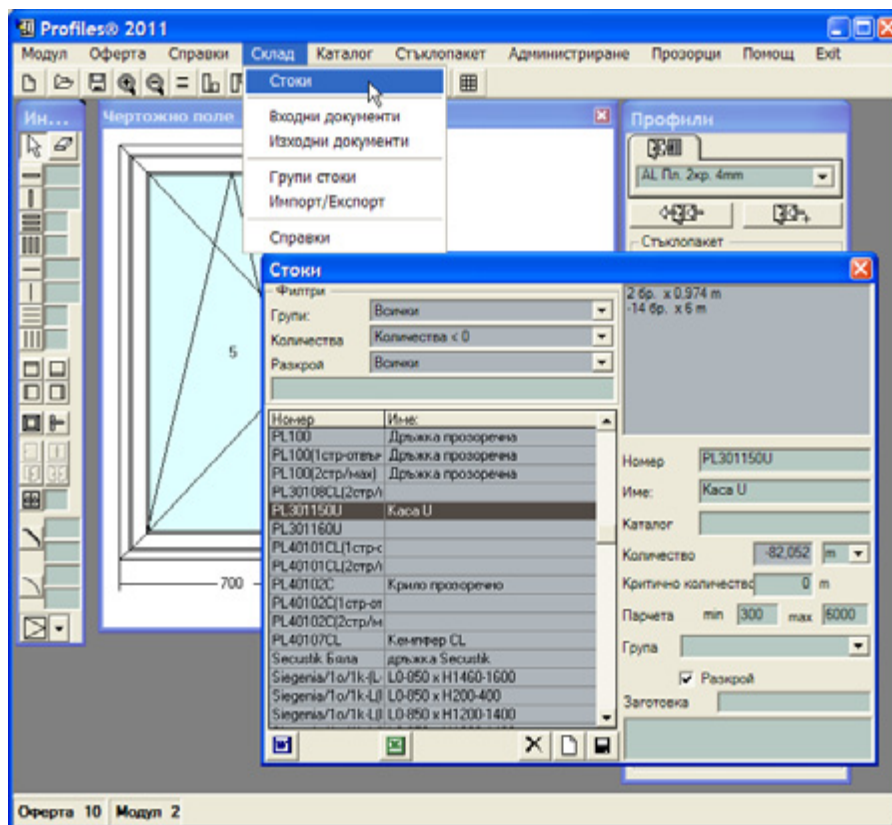 Profiles® 2011
Модул Оферта Справки Склад Каталог Стъклопакет Администриране Прозорци Помощ Exit
Стоки
Входни документи
Изходни документи
Групи стоки
Импорт/Експорт
Справки
Ин...
Чертожно поле
5
700
Профили
AL Пл. 2кр. 4mm
Стъклопакет
Стоки
Филтри
Групи: Всички
Количества Количества < 0
Разкрой Всички
2 бр. x 0,974 m
-14 бр. x 6 m
Номер Име:
PL100 Дръжка прозоречна
PL100(1стр-отвън Дръжка прозоречна
PL100(2стр/мах) Дръжка прозоречна
PL30108CL(2стр/
PL301150U Каса U
PL301160U
PL40101CL(1стр-о
PL40101CL(2стр/
PL40102C Крило прозоречно
PL40102C(1стр-от
PL40102C(2стр/м
PL40107CL Кемпфер CL
Secustik Бяла дръжка Secustik
Siegenia/1o/1k-(L- L0-850 x H1460-1600
Siegenia/1o/1k-L(I L0-850 x H200-400
Siegenia/1o/1k-L(I L0-850 x H1200-1400
Номер PL301150U
Име: Каса U
Каталог
Количество -82,052 m
Критично количество 0 m
Парчета min 300 max 6000
Група
Разкрой
Заготовка
Оферта 10 Модул 2